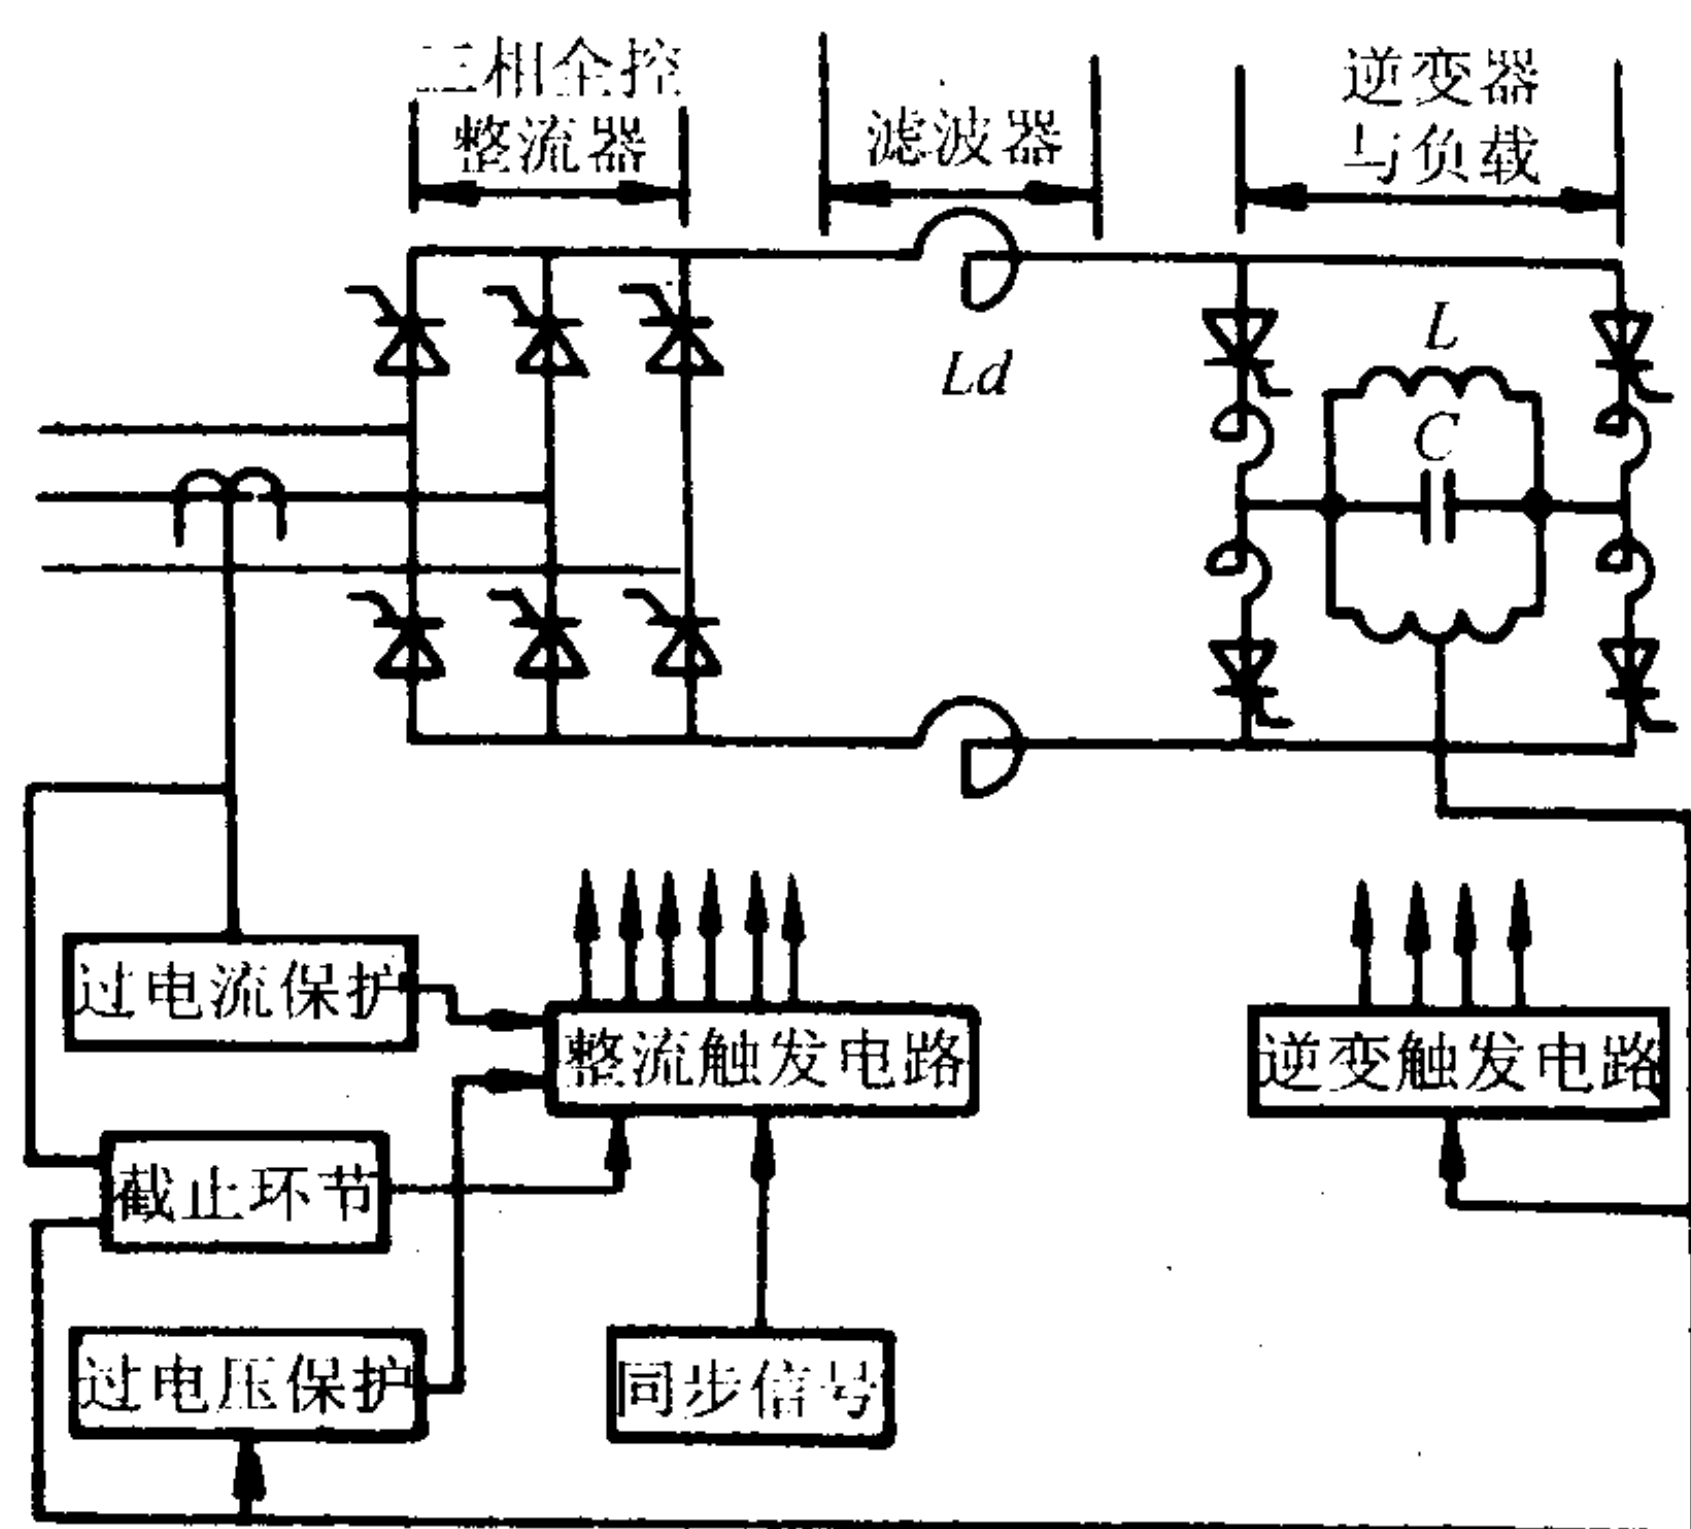 三相全控
整流器
滤波器
逆变器
与负载
Ld
L
C
过电流保护
整流触发电路
逆变触发电路
截止环节
过电压保护
同步信号